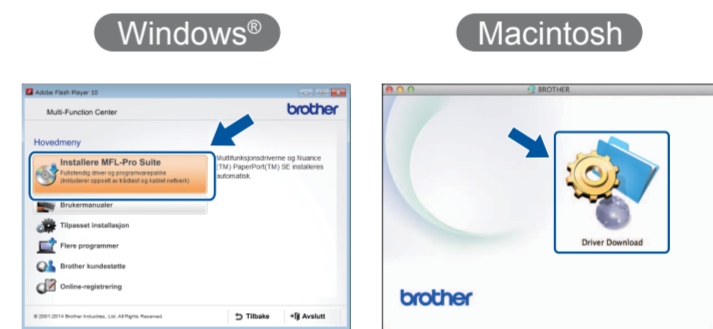 Windows®
Macintosh
Adobe Flash Player 10
Multi-Function Center
brother
Hovedmeny
Installere MFL-Pro Suite
Fullstendig driver og programvarepakke
(Inkluderer oppsett av trådløst og kablet nettverk)
Multifunksjonsdriverne og Nuance
(TM) PaperPort(TM) SE installeres
automatisk.
Brukermanualer
Tilpasset installasjon
Flere programmer
Brother kundestøtte
Online-registrering
© 2001-2014 Brother Industries, Ltd. All Rights Reserved.
Tilbake
Avslutt
BROTHER
Driver Download
brother